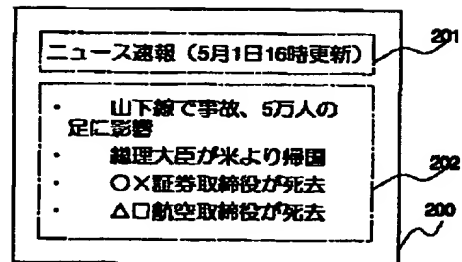 ニュース速報（5月1日16時更新）
201
・ 山下線で事故、5万人の
足に影響
・ 総理大臣が米より帰国
・ 〇×証券取締役が死去
・ △□航空取締役が死去
202
200